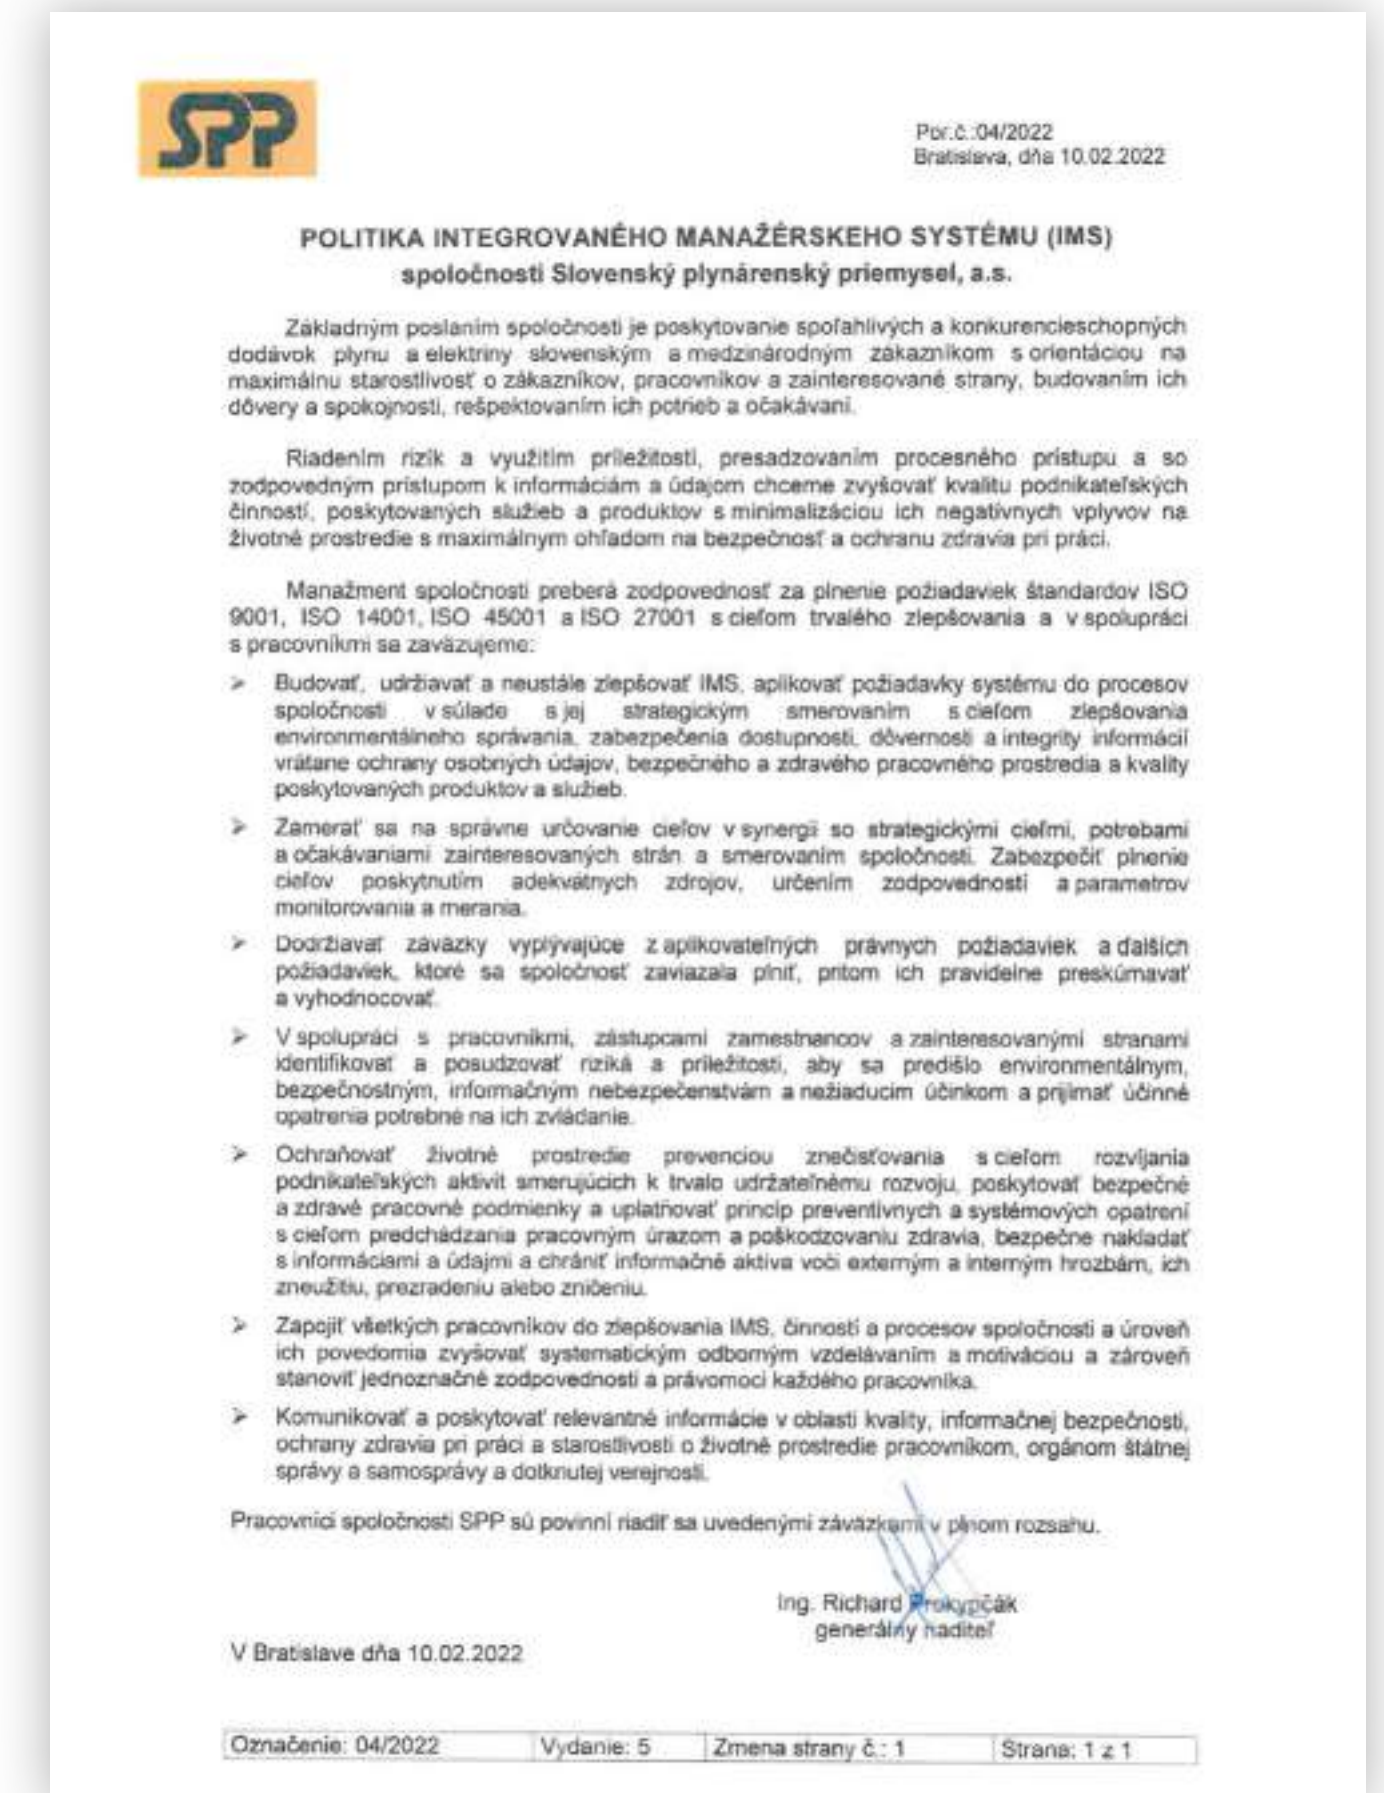 SPP
Por.č.:04/2022
Bratislava, dňa 10.02.2022
POLITIKA INTEGROVANÉHO MANAŽÉRSKEHO SYSTÉMU (IMS)
spoločnosti Slovenský plynárenský priemysel, a.s.
Základným poslaním spoločnosti je poskytovanie spoľahlivých a konkurencieschopných
dodávok plynu a elektriny slovenským a medzinárodným zákazníkom s orientáciou na
maximálnu starostlivosť o zákazníkov, pracovníkov a zainteresované strany, budovaním ich
dôvery a spokojnosti, rešpektovaním ich potrieb a očakávaní.
Riadením rizík a využitím príležitostí, presadzovaním procesného prístupu a so
zodpovedným prístupom k informáciám a údajom chceme zvyšovať kvalitu podnikateľských
činností, poskytovaných služieb a produktov s minimalizáciou ich negatívnych vplyvov na
životné prostredie s maximálnym ohľadom na bezpečnosť a ochranu zdravia pri práci.
Manažment spoločnosti preberá zodpovednosť za plnenie požiadaviek štandardov ISO
9001, ISO 14001, ISO 45001 a ISO 27001 s cieľom trvalého zlepšovania a v spolupráci
s pracovníkmi sa zaväzujeme:
➢ Budovať, udržiavať a neustále zlepšovať IMS, aplikovať požiadavky systému do procesov
spoločnosti v súlade s jej strategickým smerovaním s cieľom zlepšovania
environmentálneho správania, zabezpečenia dostupnosti, dôvernosti a integrity informácií
vrátane ochrany osobných údajov, bezpečného a zdravého pracovného prostredia a kvality
poskytovaných produktov a služieb.
➢ Zamerať sa na správne určovanie cieľov v synergii so strategickými cieľmi, potrebami
a očakávaniami zainteresovaných strán a smerovaním spoločnosti. Zabezpečiť plnenie
cieľov poskytnutím adekvátnych zdrojov, určením zodpovedností a parametrov
monitorovania a merania.
➢ Dodržiavať záväzky vyplývajúce z aplikovateľných právnych požiadaviek a ďalších
požiadaviek, ktoré sa spoločnosť zaviazala plniť, pritom ich pravidelne preskúmavať
a vyhodnocovať.
➢ V spolupráci s pracovníkmi, zástupcami zamestnancov a zainteresovanými stranami
identifikovať a posudzovať riziká a príležitosti, aby sa predišlo environmentálnym,
bezpečnostným, informačným nebezpečenstvám a nežiaducim účinkom a prijímať účinné
opatrenia potrebné na ich zvládanie.
➢ Ochraňovať životné prostredie prevenciou znečisťovania s cieľom rozvíjania
podnikateľských aktivít smerujúcich k trvalo udržateľnému rozvoju, poskytovať bezpečné
a zdravé pracovné podmienky a uplatňovať princíp preventívnych a systémových opatrení
s cieľom predchádzania pracovným úrazom a poškodzovaniu zdravia, bezpečne nakladať
s informáciami a údajmi a chrániť informačné aktíva voči externým a interným hrozbám, ich
zneužitiu, prezradeniu alebo zničeniu.
➢ Zapojiť všetkých pracovníkov do zlepšovania IMS, činností a procesov spoločnosti a úroveň
ich povedomia zvyšovať systematickým odborným vzdelávaním a motiváciou a zároveň
stanoviť jednoznačné zodpovednosti a právomoci každého pracovníka.
➢ Komunikovať a poskytovať relevantné informácie v oblasti kvality, informačnej bezpečnosti,
ochrany zdravia pri práci a starostlivosti o životné prostredie pracovníkom, orgánom štátnej
správy a samosprávy a dotknutej verejnosti.
Pracovníci spoločnosti SPP sú povinní riadiť sa uvedenými záväzkami v plnom rozsahu.
Ing. Richard Prokypčák
generálny riaditeľ
V Bratislave dňa 10.02.2022
Označenie: 04/2022 Vydanie: 5 Zmena strany č.: 1 Strana: 1 z 1